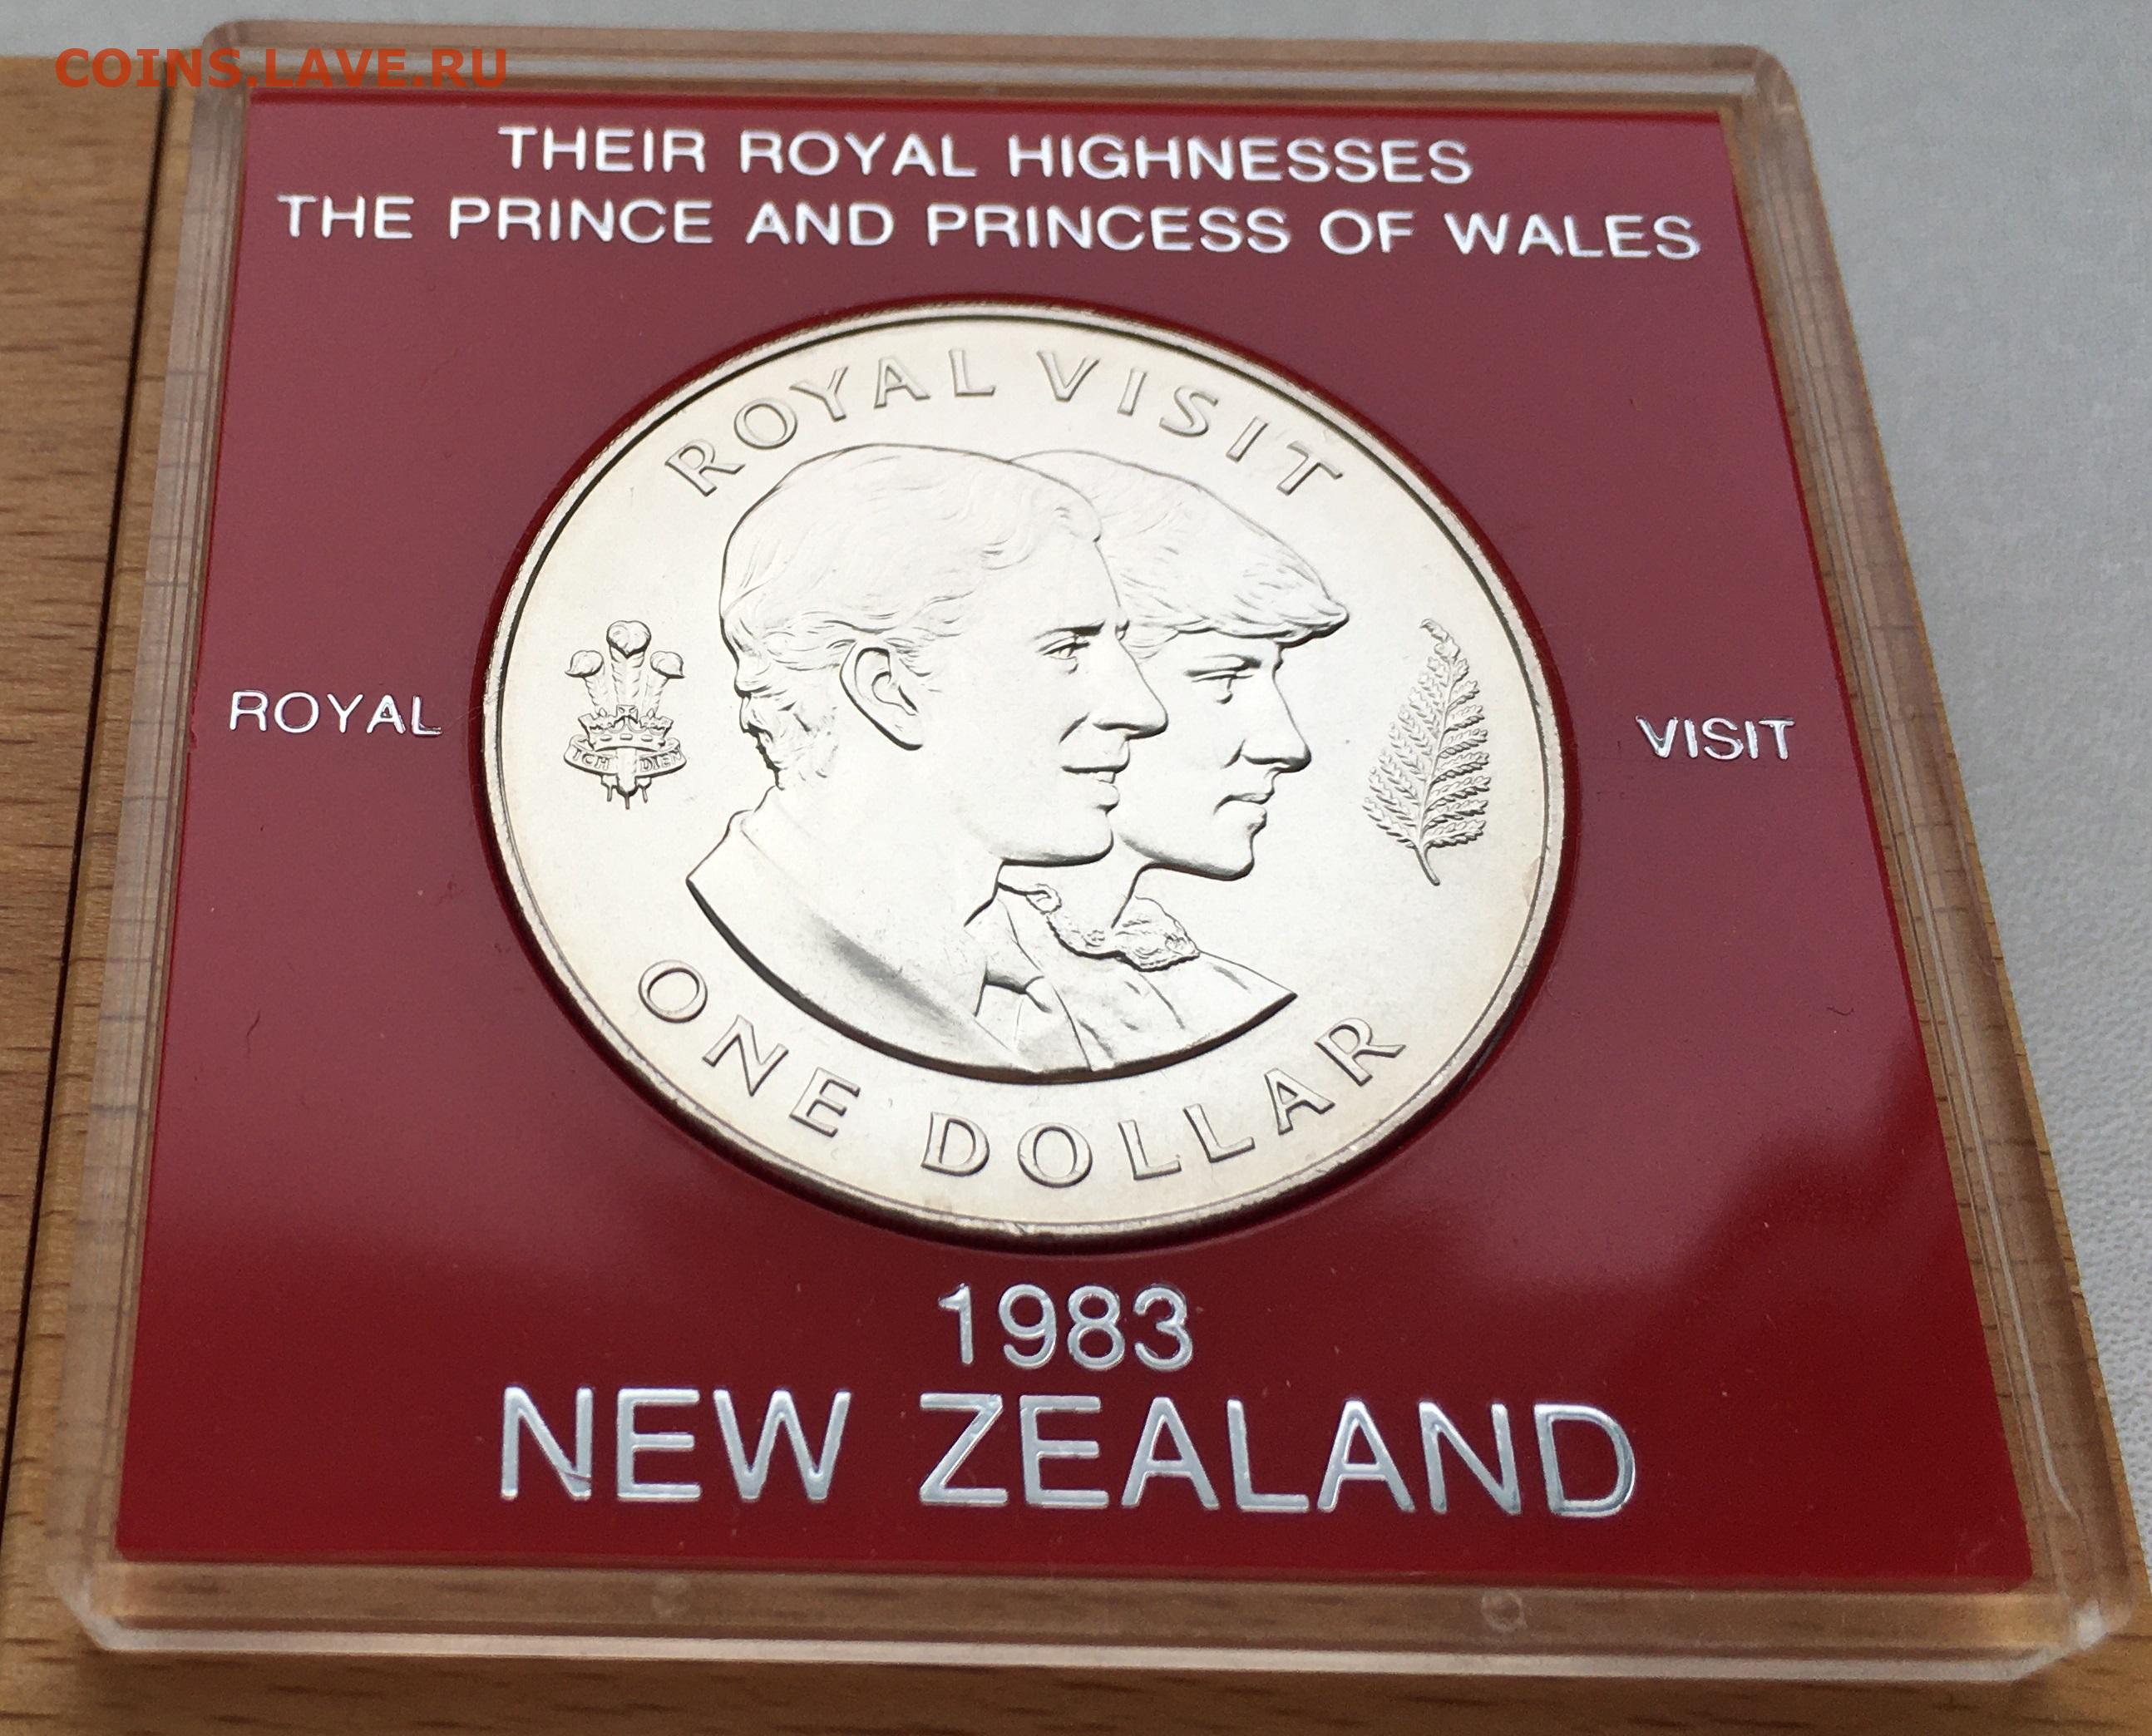 COINS.LAVE.RU
THEIR ROYAL HIGHNESSES
THE PRINCE AND PRINCESS OF WALES
ROYAL VISIT
ICH DIEN
ROYAL
VISIT
ONE DOLLAR
1983
NEW ZEALAND